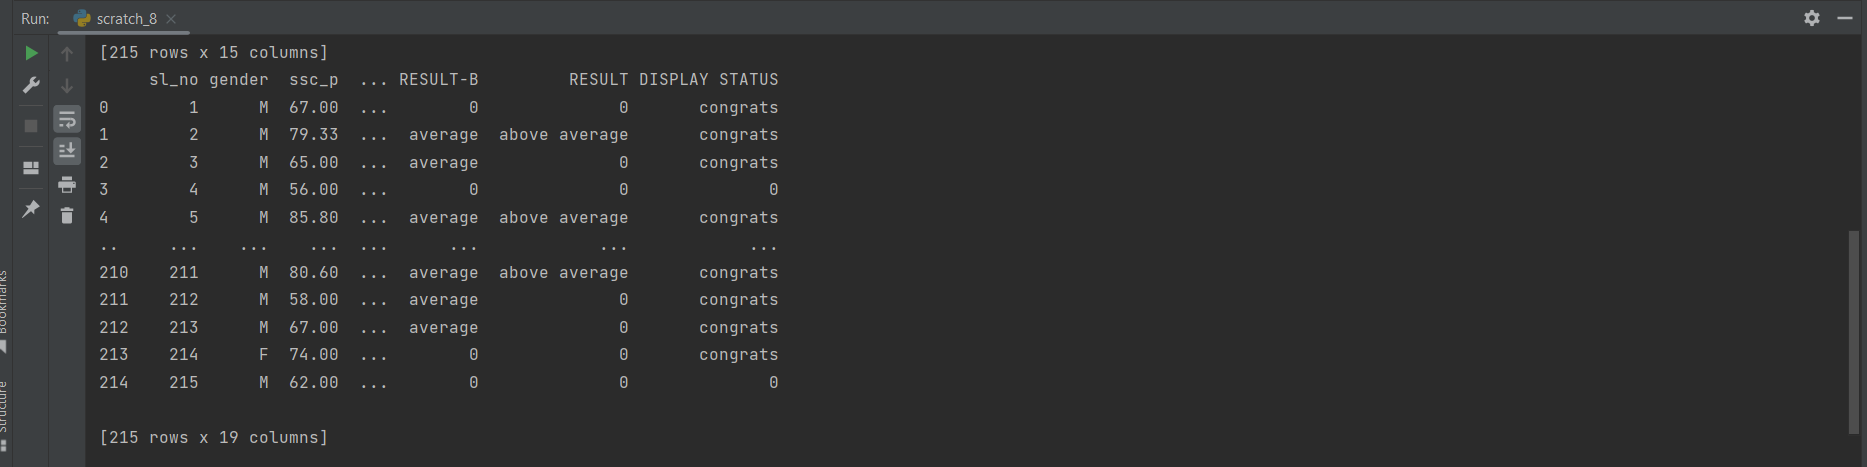 Run: scratch_8
[215 rows x 15 columns]
sl_no gender ssc_p ... RESULT-B RESULT DISPLAY STATUS
0 1 M 67.00 ... 0 0 congrats
1 2 M 79.33 ... average above average congrats
2 3 M 65.00 ... average 0 congrats
3 4 M 56.00 ... 0 0 0
4 5 M 85.80 ... average above average congrats
.. ... ... ... ... ... ... ...
210 211 M 80.60 ... average above average congrats
211 212 M 58.00 ... average 0 congrats
212 213 M 67.00 ... average 0 congrats
213 214 F 74.00 ... 0 0 congrats
214 215 M 62.00 ... 0 0 0
[215 rows x 19 columns]
Bookmarks
Structure